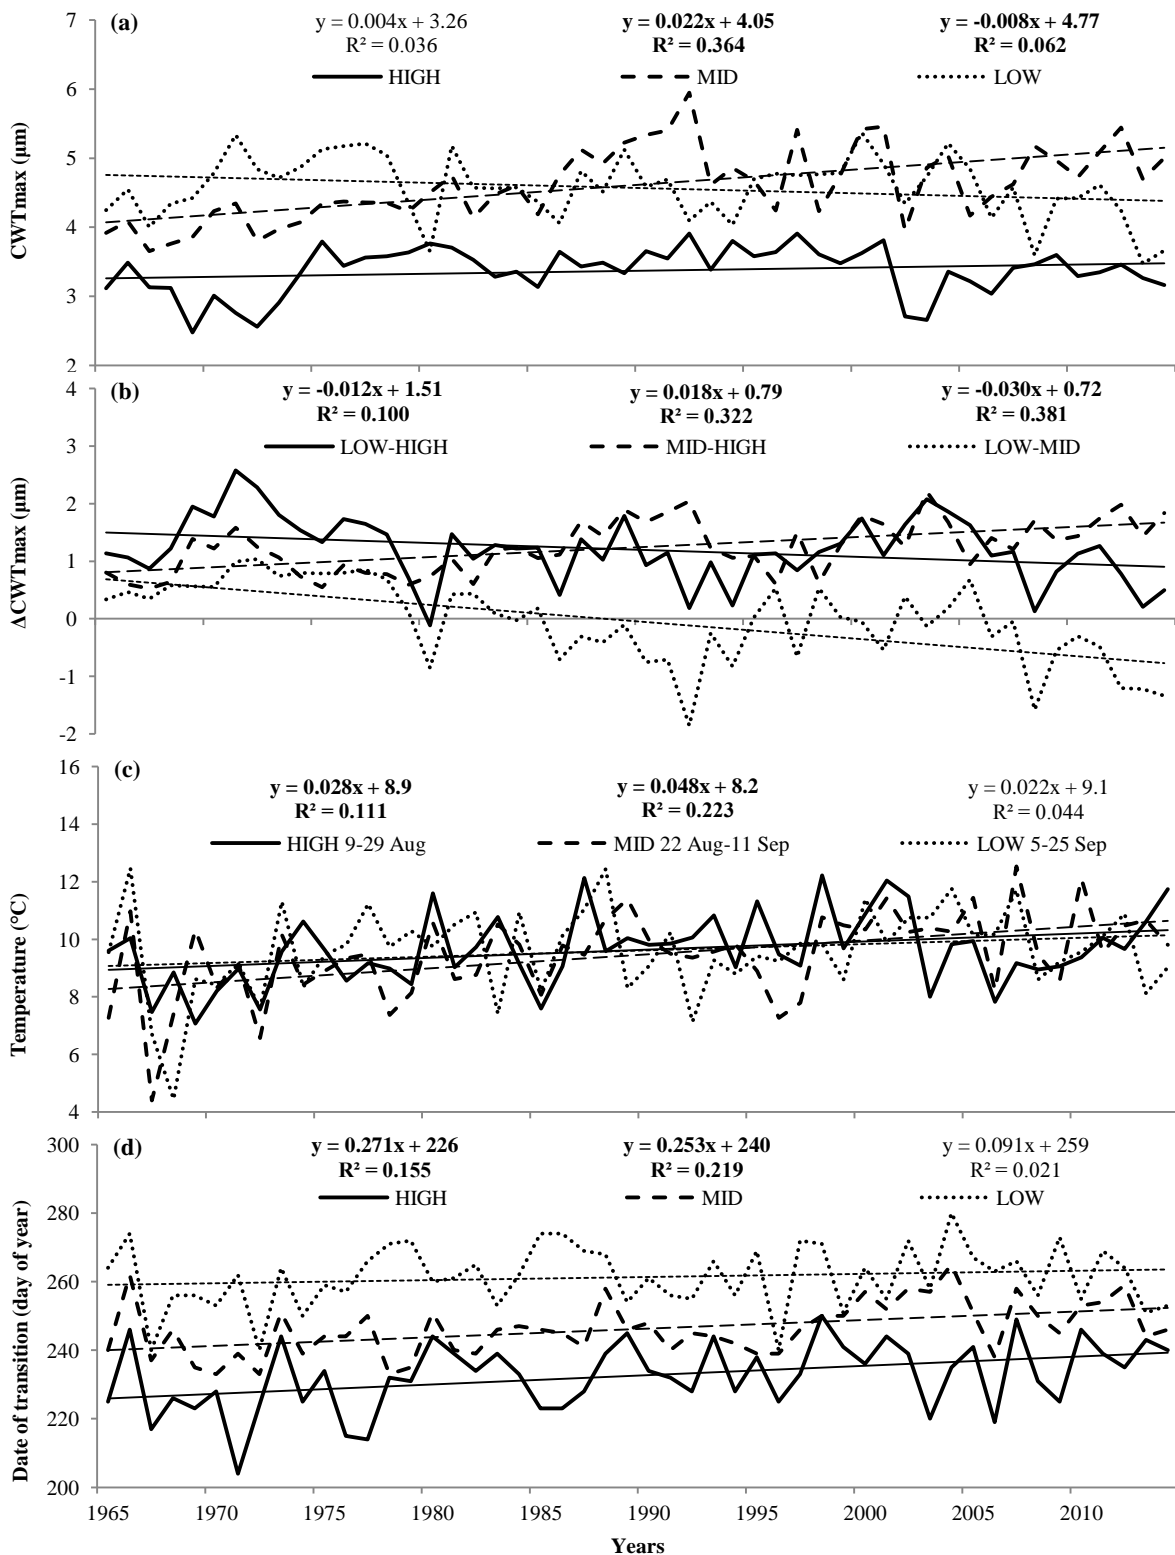 (a)
y = 0.004x + 3.26
R² = 0.036
y = 0.022x + 4.05
R² = 0.364
y = -0.008x + 4.77
R² = 0.062
HIGH
MID
LOW
CWTmax (μm)
7
6
5
4
3
2
(b)
y = -0.012x + 1.51
R² = 0.100
y = 0.018x + 0.79
R² = 0.322
y = -0.030x + 0.72
R² = 0.381
LOW-HIGH
MID-HIGH
LOW-MID
ΔCWTmax (μm)
4
3
2
1
0
-1
-2
(c)
y = 0.028x + 8.9
R² = 0.111
y = 0.048x + 8.2
R² = 0.223
y = 0.022x + 9.1
R² = 0.044
HIGH 9-29 Aug
MID 22 Aug-11 Sep
LOW 5-25 Sep
Temperature (°C)
16
14
12
10
8
6
4
(d)
y = 0.271x + 226
R² = 0.155
y = 0.253x + 240
R² = 0.219
y = 0.091x + 259
R² = 0.021
HIGH
MID
LOW
Date of transition (day of year)
300
280
260
240
220
200
1965 1970 1975 1980 1985 1990 1995 2000 2005 2010
Years